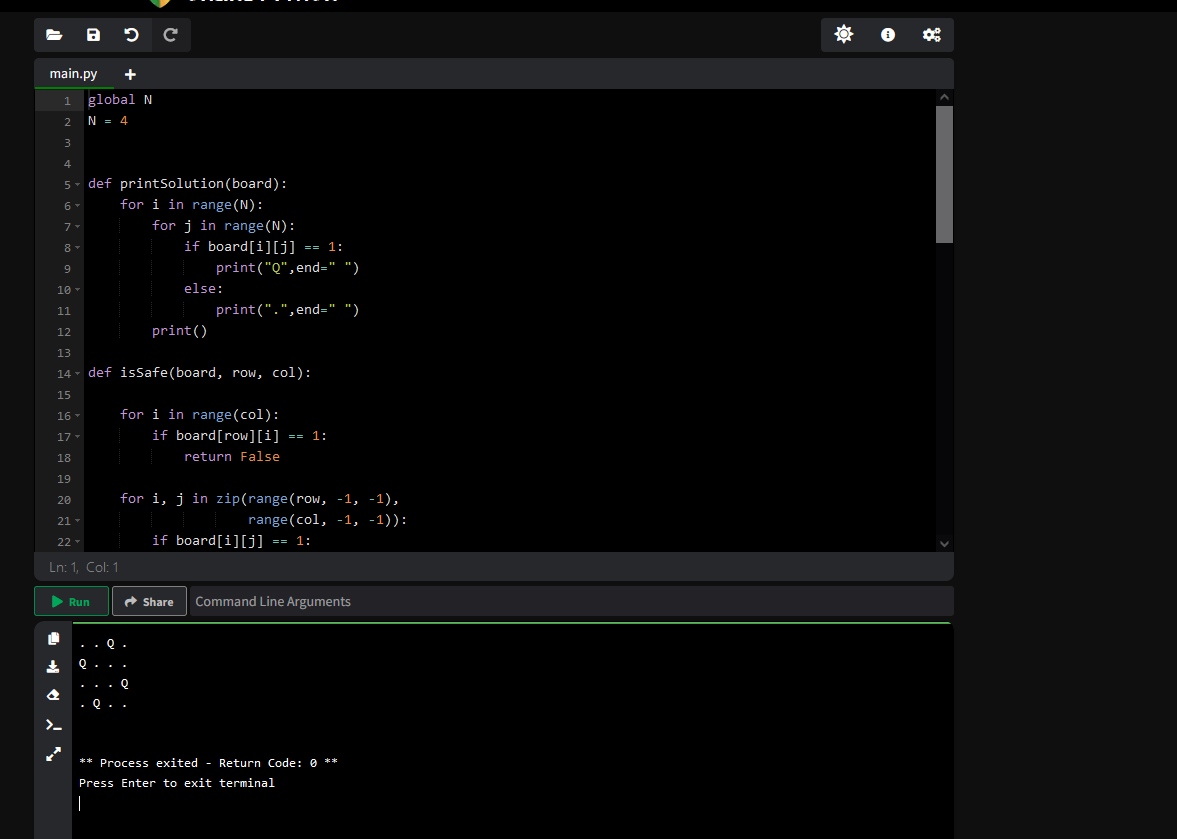 main.py
1 global N
2 N = 4
3
4
5 def printSolution(board):
6 for i in range(N):
7 for j in range(N):
8 if board[i][j] == 1:
9 print("Q",end=" ")
10 else:
11 print(".",end=" ")
12 print()
13
14 def isSafe(board, row, col):
15
16 for i in range(col):
17 if board[row][i] == 1:
18 return False
19
20 for i, j in zip(range(row, -1, -1),
21 range(col, -1, -1)):
22 if board[i][j] == 1:
Ln: 1, Col: 1
Run Share Command Line Arguments
. . Q .
Q . . .
. . . Q
. Q . .
** Process exited - Return Code: 0 **
Press Enter to exit terminal